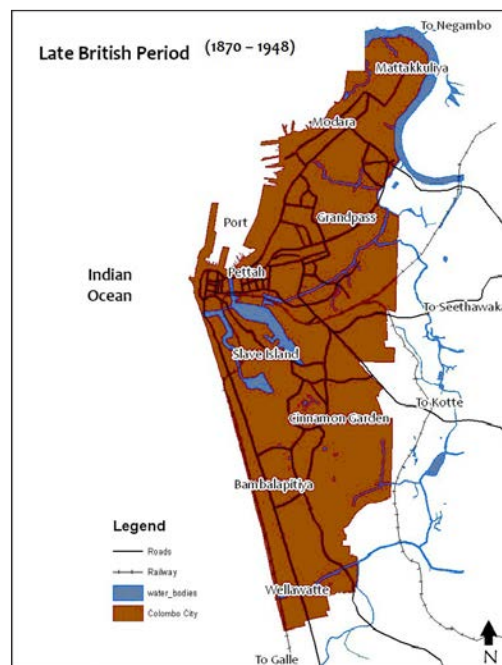 Late British Period (1870 – 1948)
To Negambo
Mattakkuliya
Modara
Grandpass
Port
Pettah
Indian
Ocean
To Seethawaka
Slave Island
To Kotte
Cinnamon Garden
Bambalapitiya
Legend
Roads
Railway
water_bodies
Colombo City
Wellawatte
To Galle
N